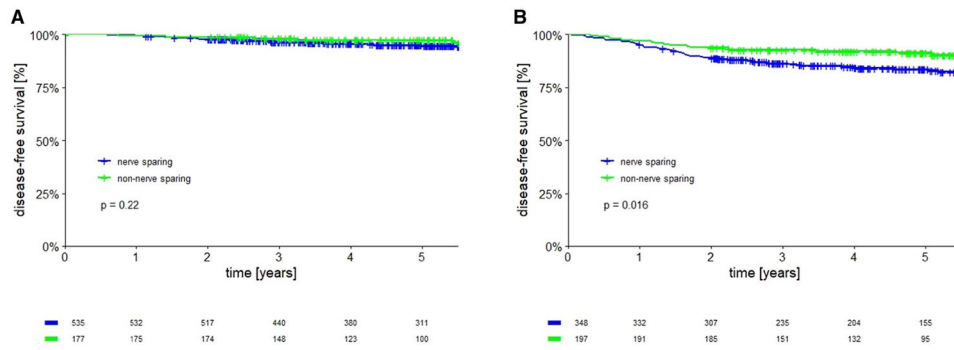 A
100%
75%
50%
25%
0%
disease-free survival [%]
nerve sparing
non-nerve sparing
p = 0.22
0 1 2 3 4 5
time [years]
535 532 517 440 380 311
177 175 174 148 123 100
B
100%
75%
50%
25%
0%
disease-free survival [%]
nerve sparing
non-nerve sparing
p = 0.016
0 1 2 3 4 5
time [years]
348 332 307 235 204 155
197 191 185 151 132 95